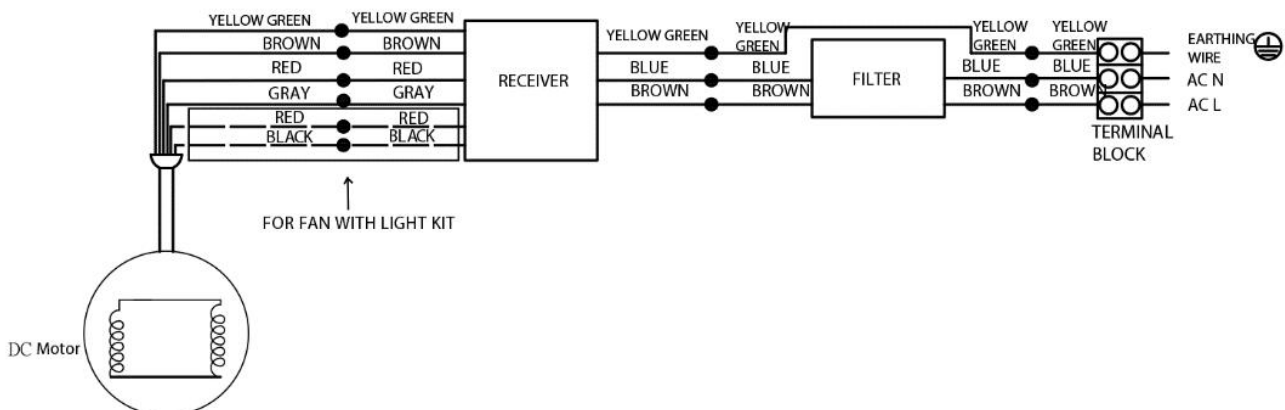 YELLOW GREEN YELLOW GREEN
BROWN BROWN
RED RED
GRAY GRAY
RED RED
BLACK BLACK
FOR FAN WITH LIGHT KIT
DC Motor
RECEIVER
YELLOW GREEN
BLUE
BROWN
YELLOW
GREEN
BLUE
BROWN
FILTER
YELLOW
GREEN
BLUE
BROWN
YELLOW
GREEN
BLUE
BROWN
TERMINAL
BLOCK
EARTHING
WIRE
AC N
AC L